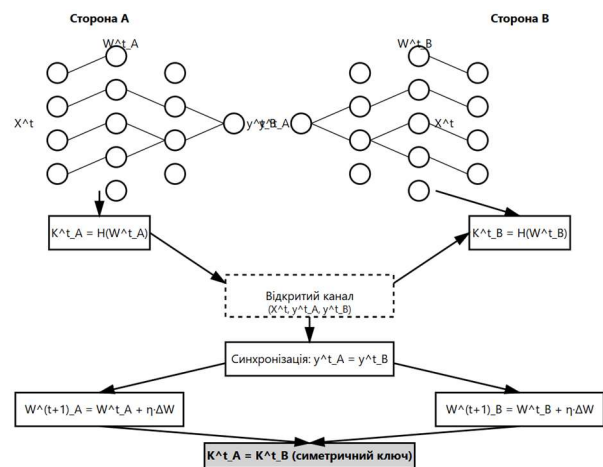 Сторона A
Сторона B
W^t_A
W^t_B
X^t
y^t_B
y^t_A
X^t
K^t_A = H(W^t_A)
K^t_B = H(W^t_B)
Відкритий канал
(X^t, y^t_A, y^t_B)
Синхронізація: y^t_A = y^t_B
W^(t+1)_A = W^t_A + η·ΔW
W^(t+1)_B = W^t_B + η·ΔW
K^t_A = K^t_B (симетричний ключ)